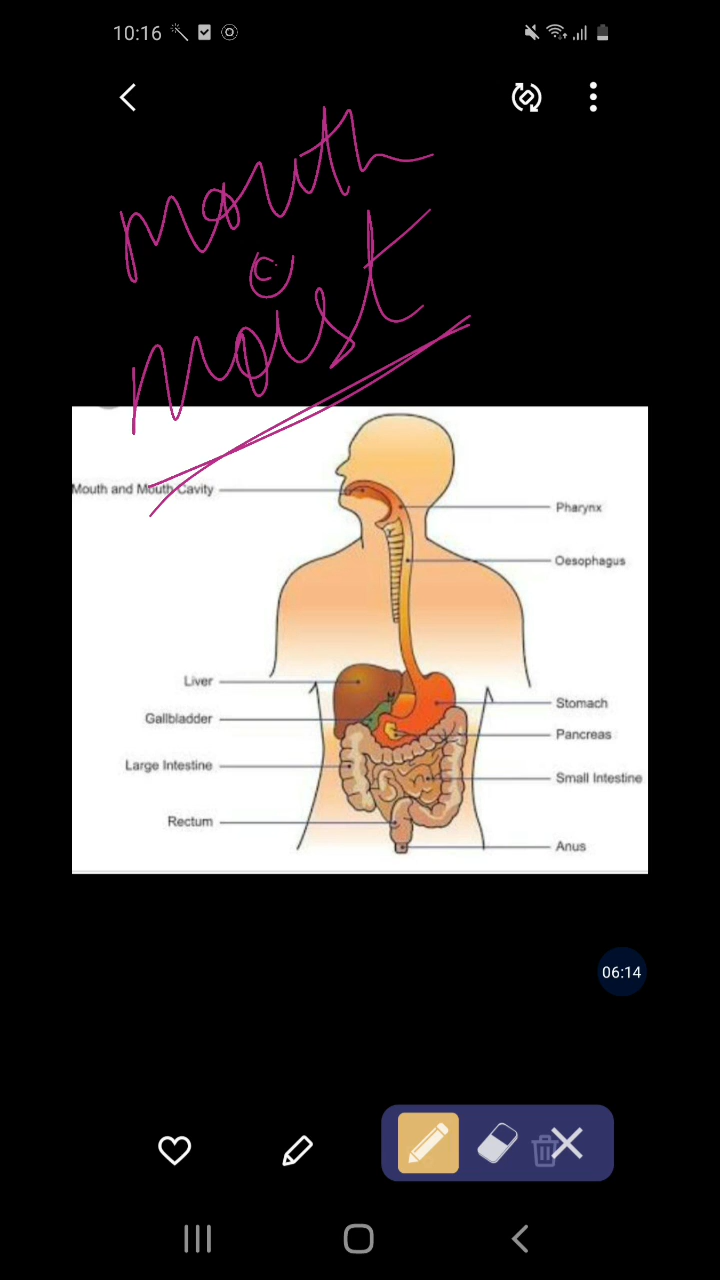 10:16
mouth
c
moist
Mouth and Mouth Cavity
Pharynx
Oesophagus
Liver
Stomach
Gallbladder
Pancreas
Large Intestine
Small Intestine
Rectum
Anus
06:14